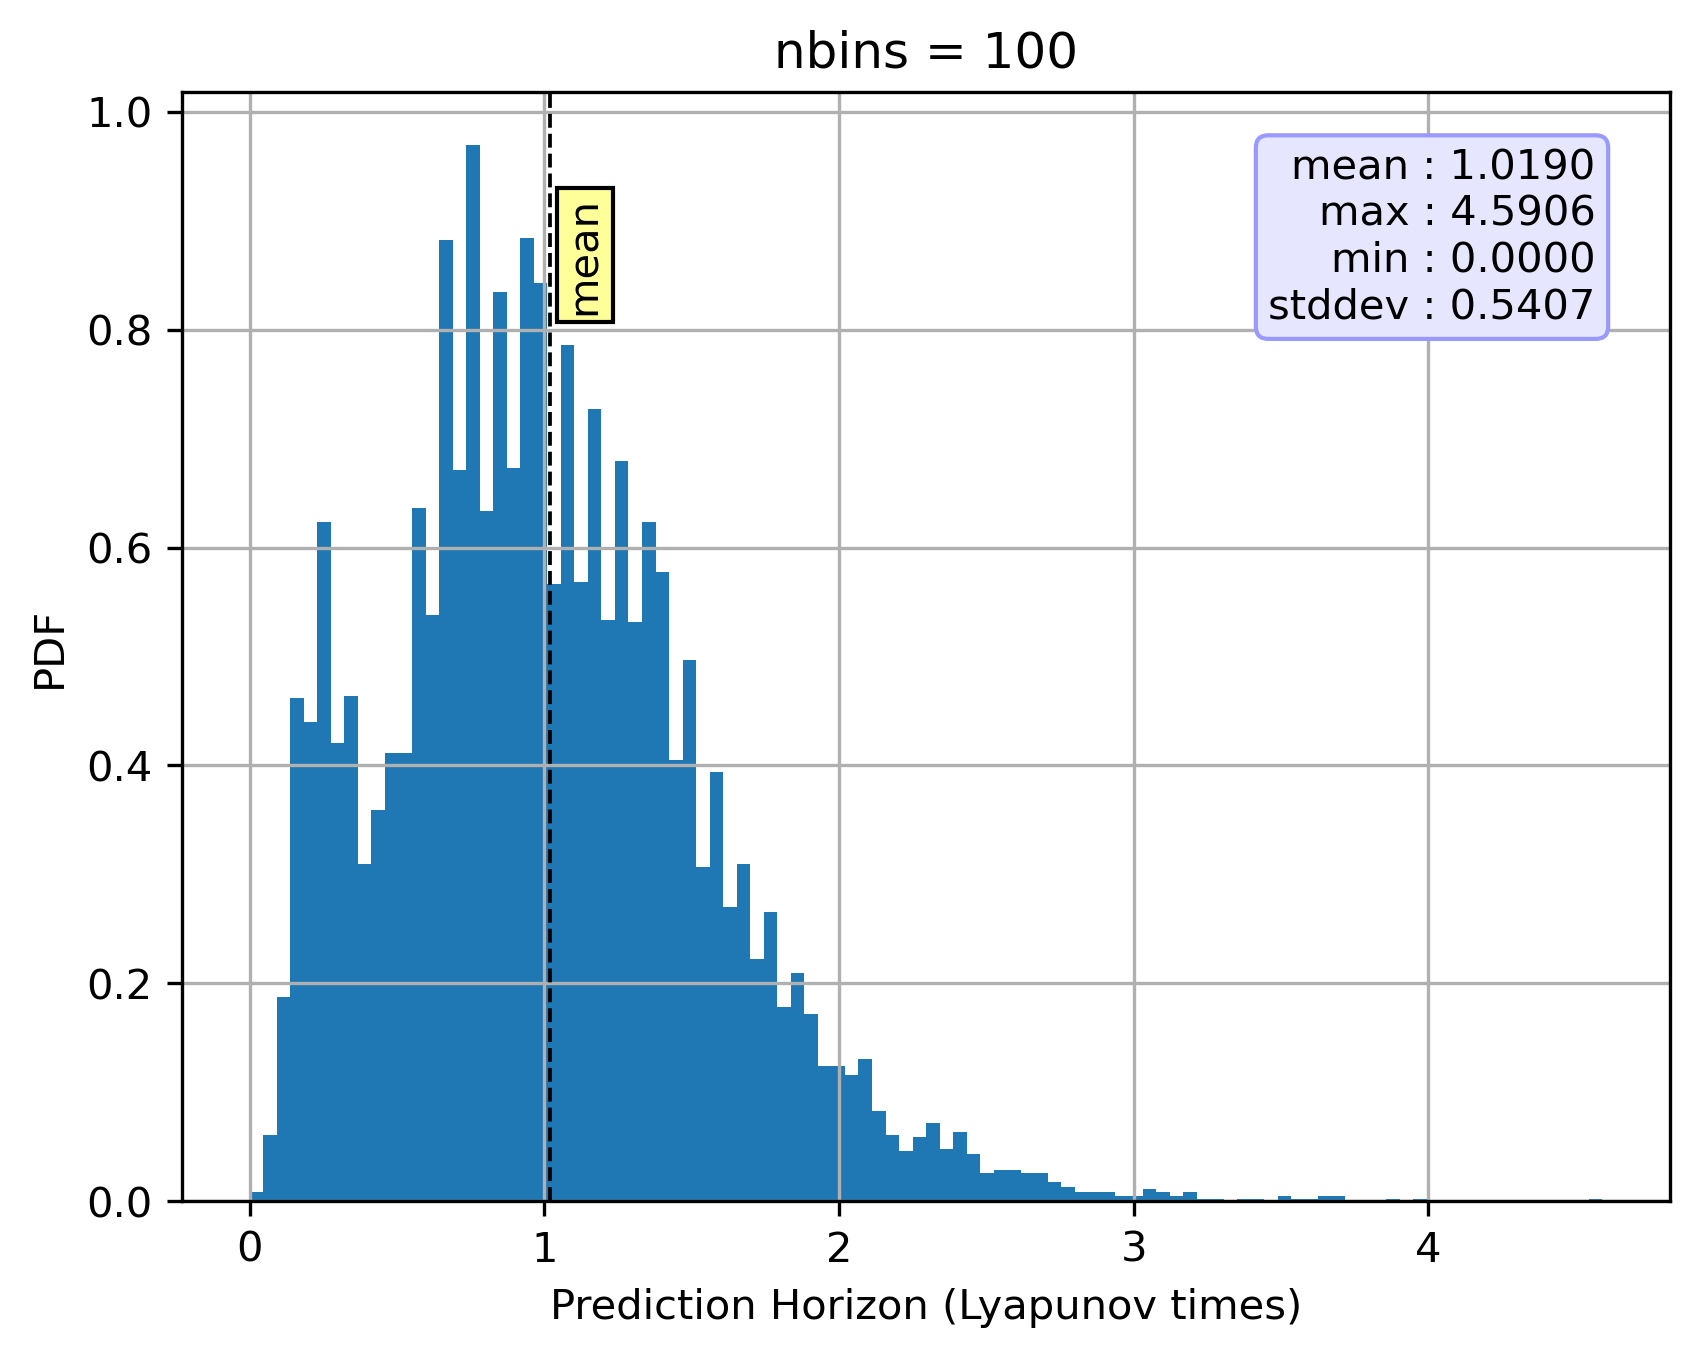 nbins = 100
1.0
0.8
0.6
0.4
0.2
0.0
PDF
mean
mean : 1.0190
max : 4.5906
min : 0.0000
stddev : 0.5407
0 1 2 3 4
Prediction Horizon (Lyapunov times)